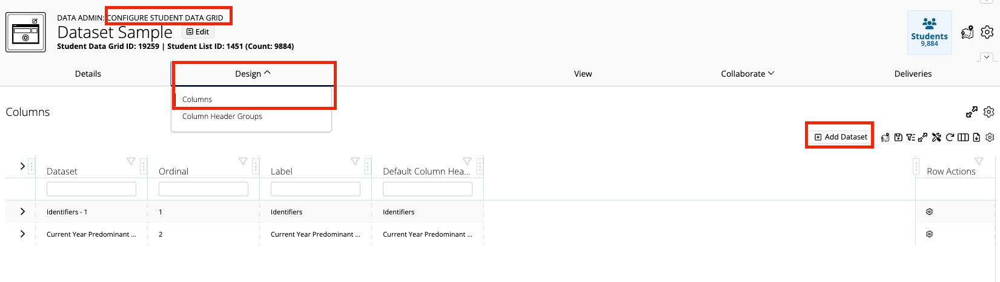 DATA ADMIN: CONFIGURE STUDENT DATA GRID
Dataset Sample Edit
Student Data Grid ID: 19259 | Student List ID: 1451 (Count: 9884)
Students
9,884
Details Design View Collaborate Deliveries
Columns
Column Header Groups
Columns
Add Dataset
Dataset Ordinal Label Default Column Hea... Row Actions
Identifiers - 1 1 Identifiers Identifiers
Current Year Predominant ... 2 Current Year Predominant ... Current Year Predominant ...